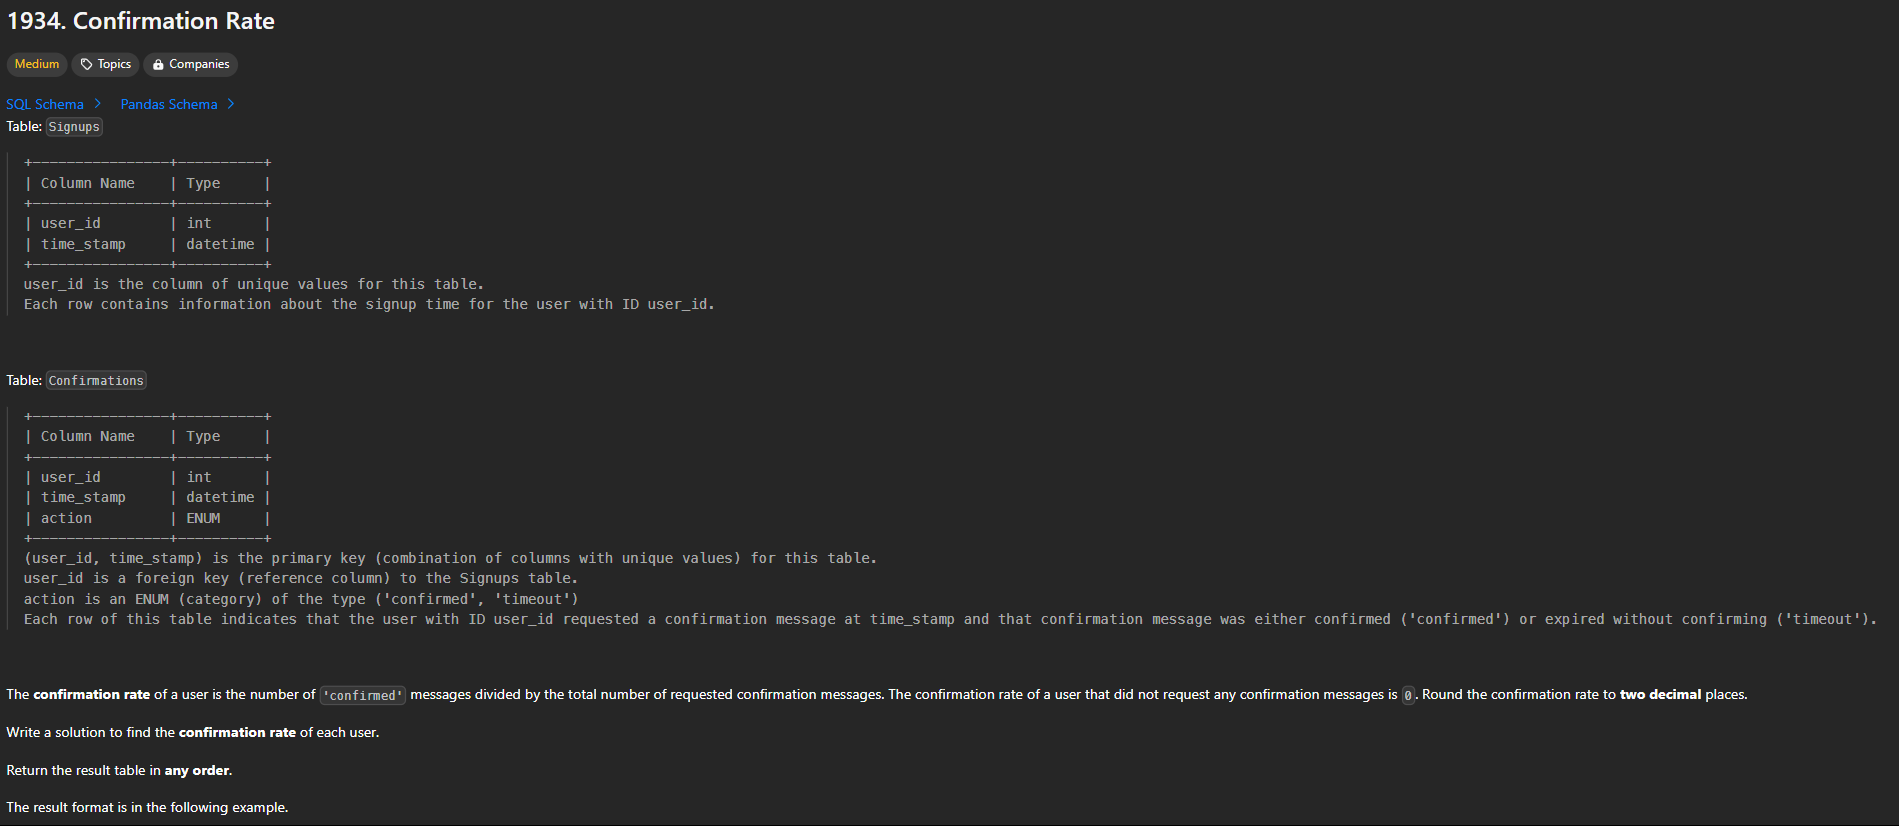 1934. Confirmation Rate
Medium Topics Companies
SQL Schema > Pandas Schema >
Table: Signups
+----------------+----------+
| Column Name    | Type     |
+----------------+----------+
| user_id        | int      |
| time_stamp     | datetime |
+----------------+----------+
user_id is the column of unique values for this table.
Each row contains information about the signup time for the user with ID user_id.
Table: Confirmations
+----------------+----------+
| Column Name    | Type     |
+----------------+----------+
| user_id        | int      |
| time_stamp     | datetime |
| action         | ENUM     |
+----------------+----------+
(user_id, time_stamp) is the primary key (combination of columns with unique values) for this table.
user_id is a foreign key (reference column) to the Signups table.
action is an ENUM (category) of the type ('confirmed', 'timeout')
Each row of this table indicates that the user with ID user_id requested a confirmation message at time_stamp and that confirmation message was either confirmed ('confirmed') or expired without confirming ('timeout').
The confirmation rate of a user is the number of 'confirmed' messages divided by the total number of requested confirmation messages. The confirmation rate of a user that did not request any confirmation messages is 0. Round the confirmation rate to two decimal places.
Write a solution to find the confirmation rate of each user.
Return the result table in any order.
The result format is in the following example.